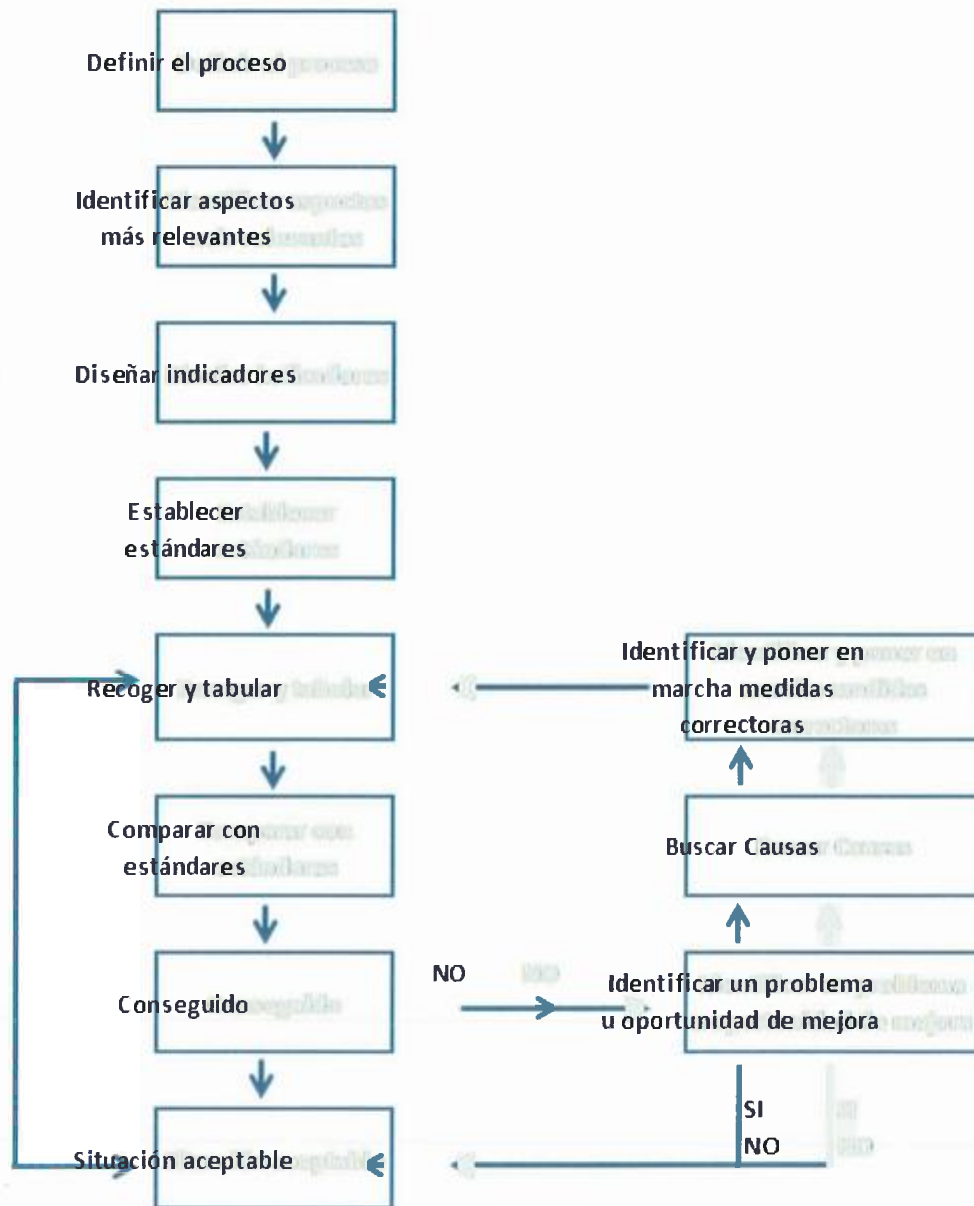 Definir el proceso
Identificar aspectos
más relevantes
Diseñar indicadores
Establecer
estándares
Recoger y tabular
Comparar con
estándares
Conseguido
Situación aceptable
NO
Identificar y poner en
marcha medidas
correctoras
Buscar Causas
Identificar un problema
u oportunidad de mejora
SI
NO